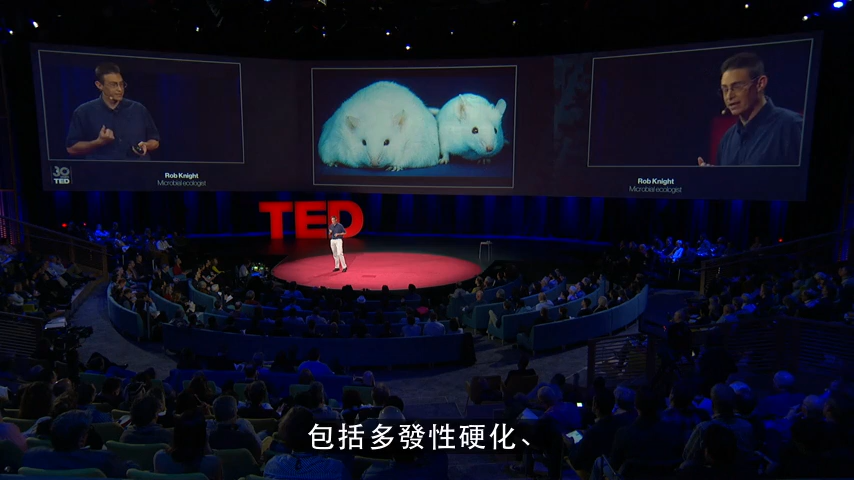 30
TED
Rob Knight
Microbial ecologist
Rob Knight
Microbial ecologist
TED
包括多發性硬化、